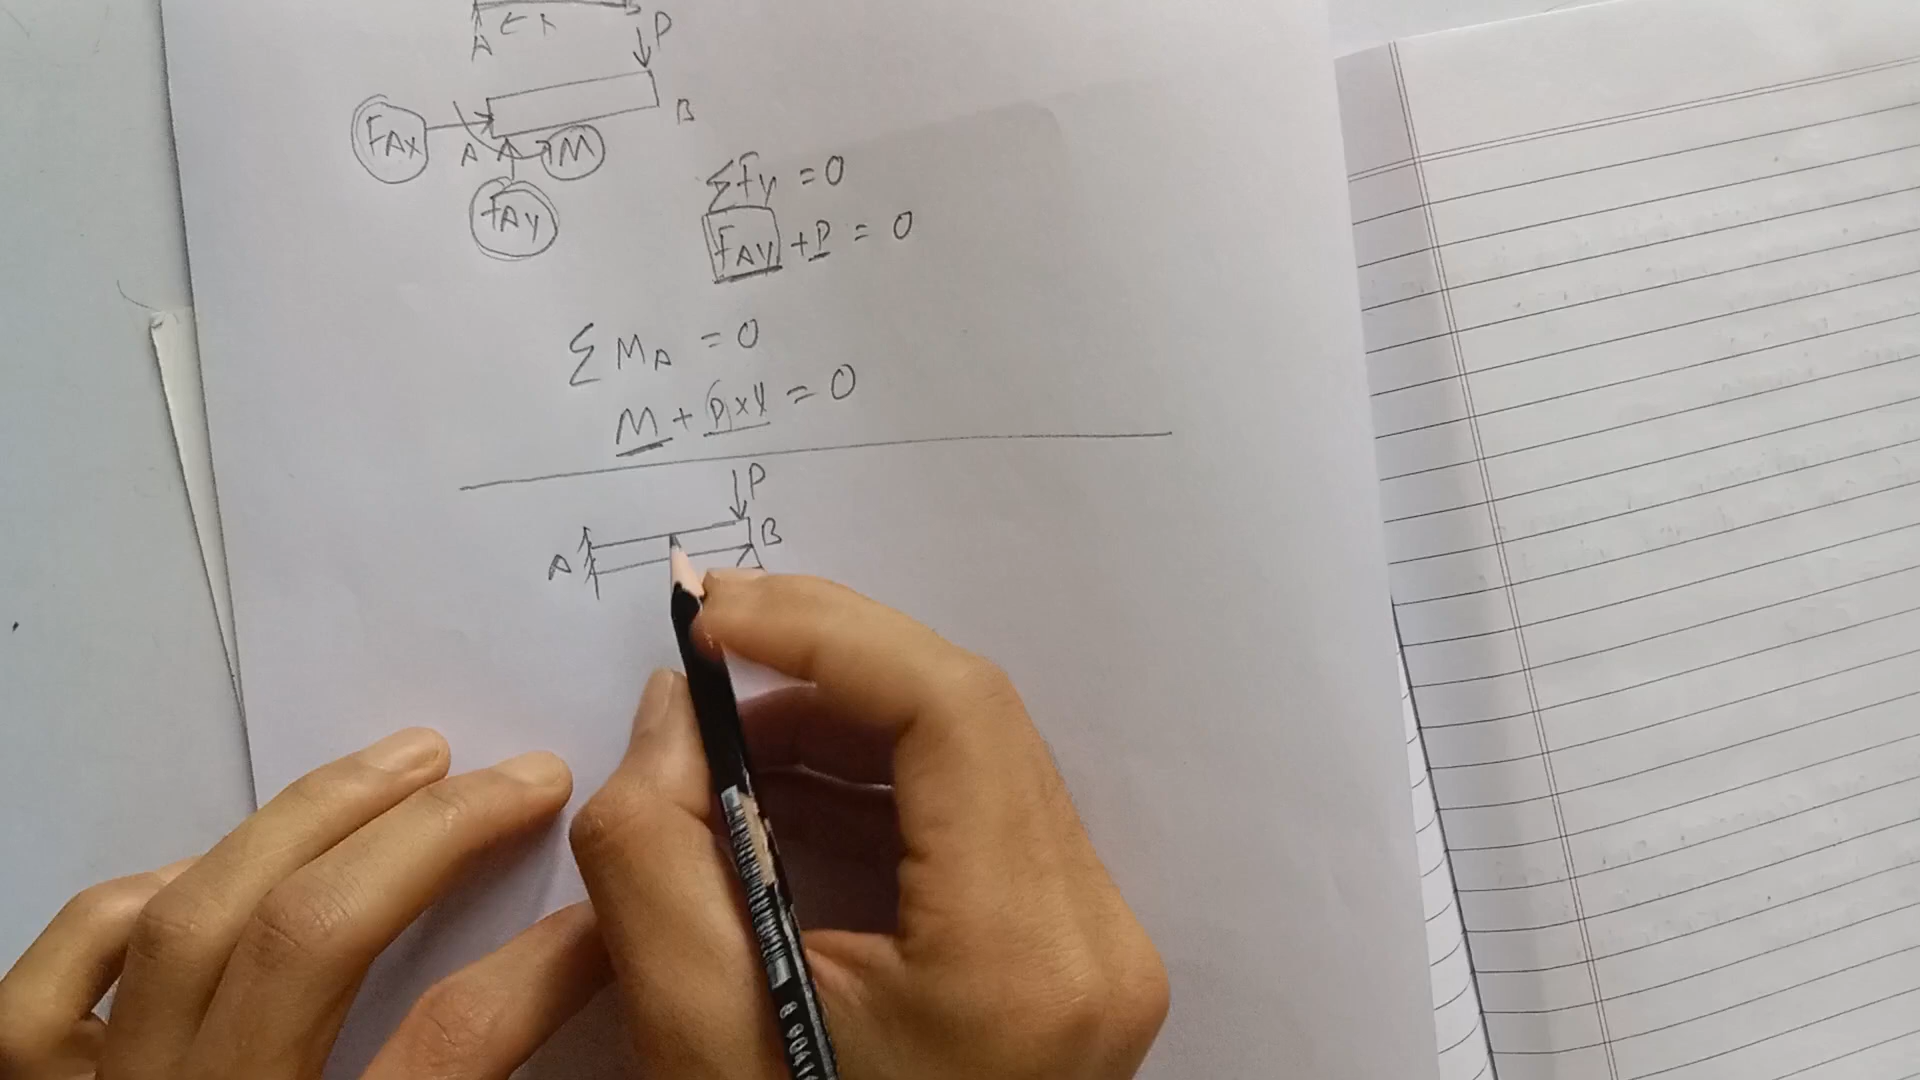 A
P
B
FAx
A
M
FAy
ΣFy = 0
FAy + P = 0
ΣMA = 0
M + P x y = 0
P
A
B